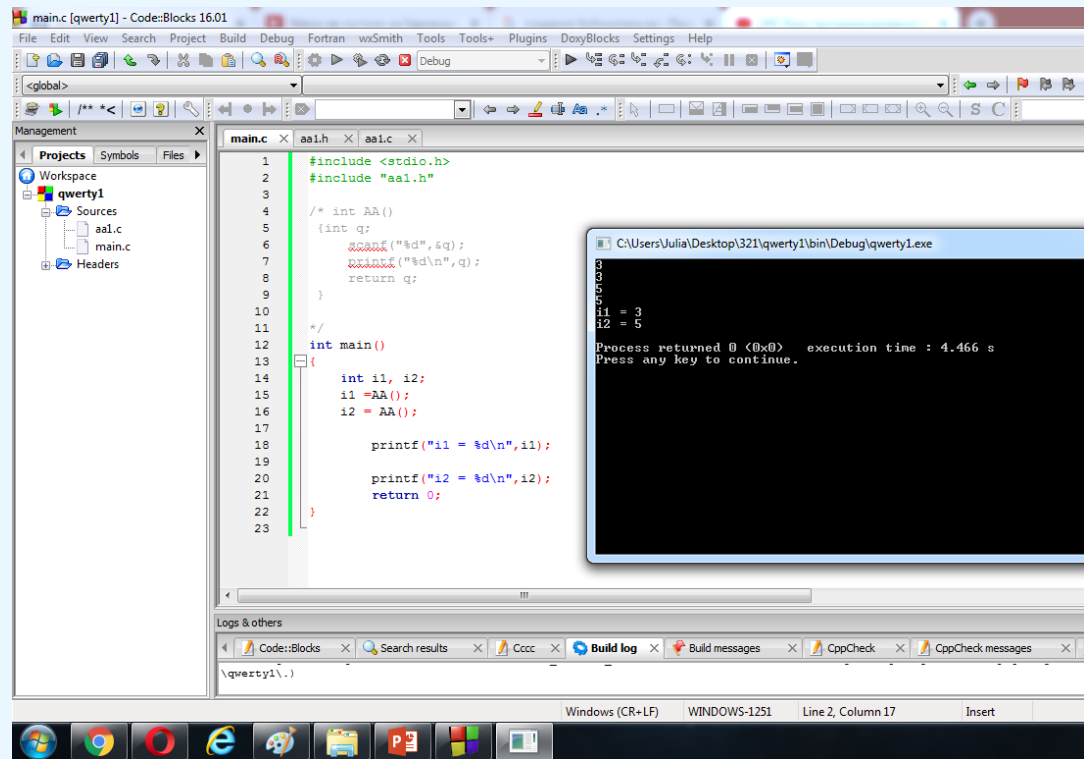 main.c [qwerty1] - Code::Blocks 16.01
File Edit View Search Project Build Debug Fortran wxSmith Tools Tools+ Plugins DoxyBlocks Settings Help
Debug
<global>
/** *< Aa .* S C
Management
main.c aa1.h aa1.c
Projects Symbols Files
Workspace
qwerty1
Sources
aa1.c
main.c
Headers
1 #include <stdio.h>
2 #include "aa1.h"
3
4 /* int AA()
5 {int q;
6 scanf("%d",&q);
7 printf("%d\n",q);
8 return q;
9 }
10
11 */
12 int main()
13 {
14 int i1, i2;
15 i1 =AA();
16 i2 = AA();
17
18 printf("i1 = %d\n",i1);
19
20 printf("i2 = %d\n",i2);
21 return 0;
22 }
23
C:\Users\Julia\Desktop\321\qwerty1\bin\Debug\qwerty1.exe
3
3
5
5
i1 = 3
i2 = 5
Process returned 0 (0x0) execution time : 4.466 s
Press any key to continue.
Logs & others
Code::Blocks Search results Cccc Build log Build messages CppCheck CppCheck messages
\qwerty1\.)
Windows (CR+LF) WINDOWS-1251 Line 2, Column 17 Insert